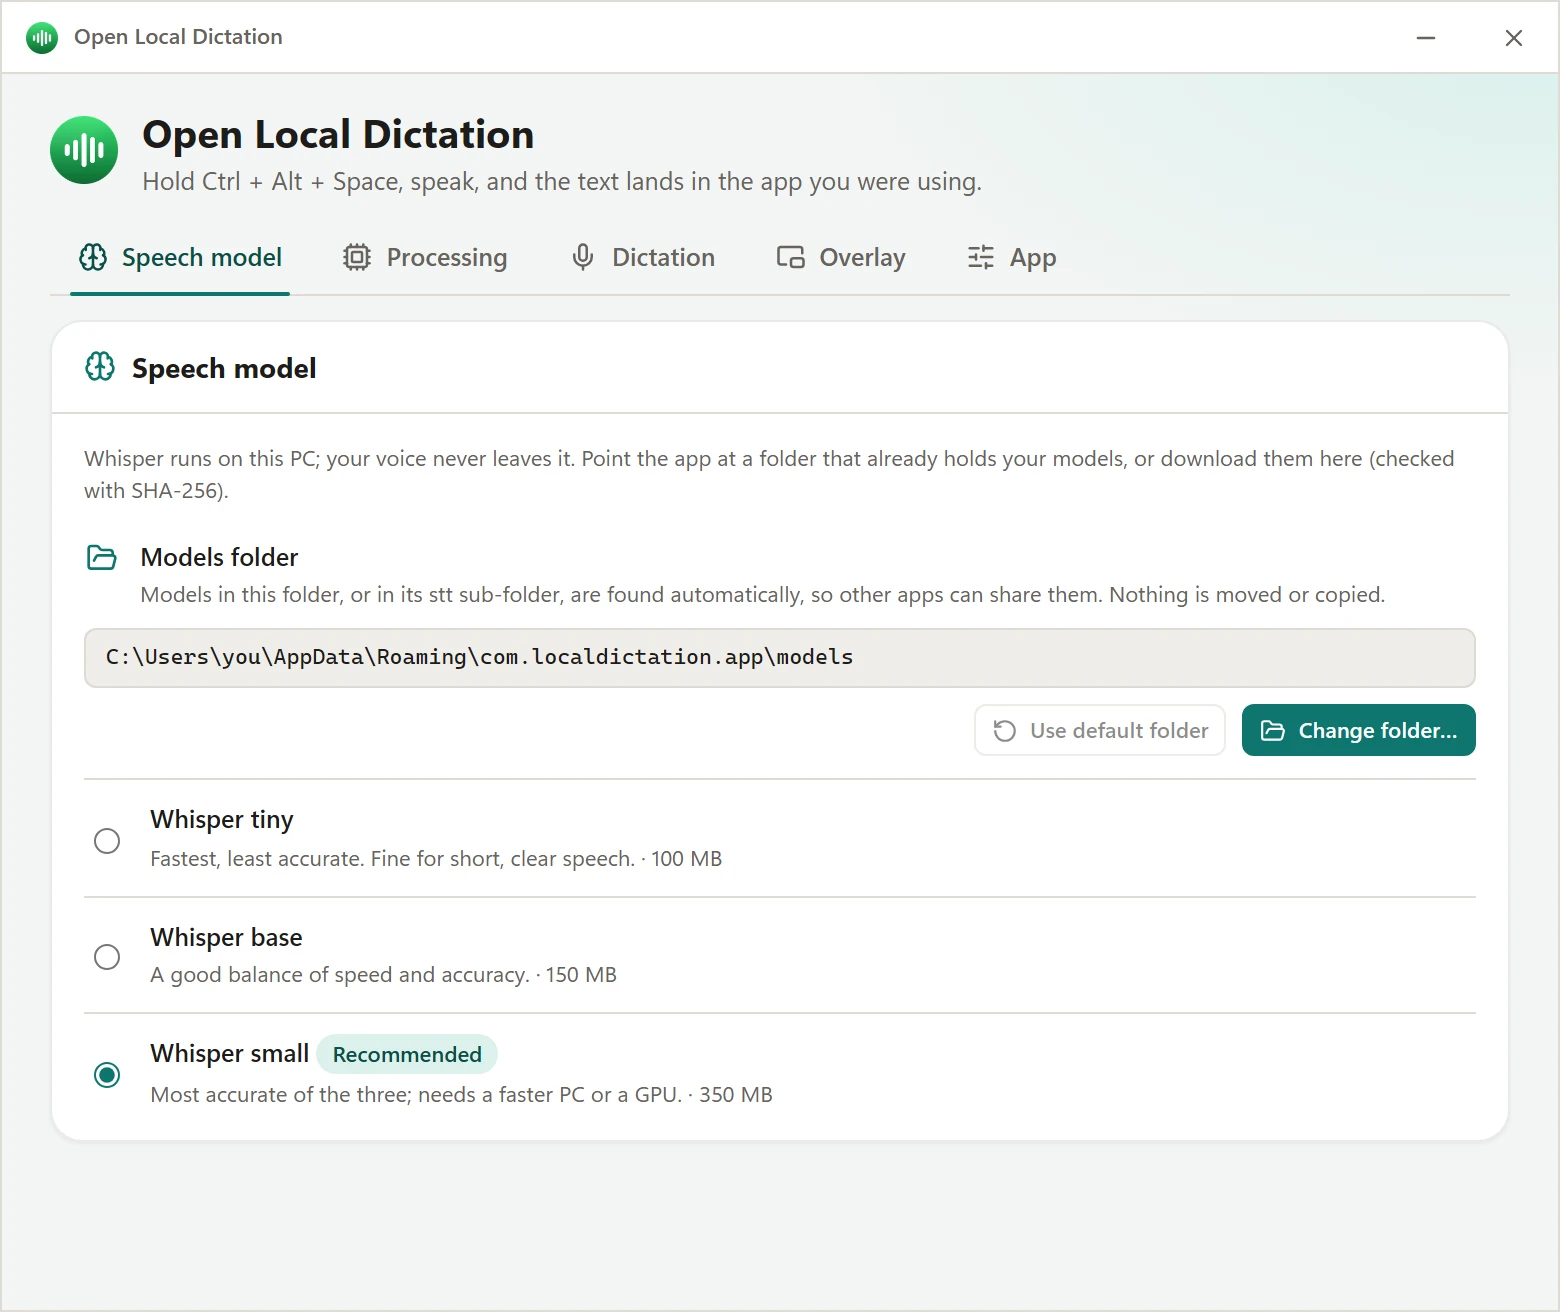 Open Local Dictation
Open Local Dictation
Hold Ctrl + Alt + Space, speak, and the text lands in the app you were using.
Speech model
Processing
Dictation
Overlay
App
Speech model
Whisper runs on this PC; your voice never leaves it. Point the app at a folder that already holds your models, or download them here (checked
with SHA-256).
Models folder
Models in this folder, or in its stt sub-folder, are found automatically, so other apps can share them. Nothing is moved or copied.
C:\Users\you\AppData\Roaming\com.localdictation.app\models
Use default folder
Change folder...
Whisper tiny
Fastest, least accurate. Fine for short, clear speech. · 100 MB
Whisper base
A good balance of speed and accuracy. · 150 MB
Whisper small Recommended
Most accurate of the three; needs a faster PC or a GPU. · 350 MB